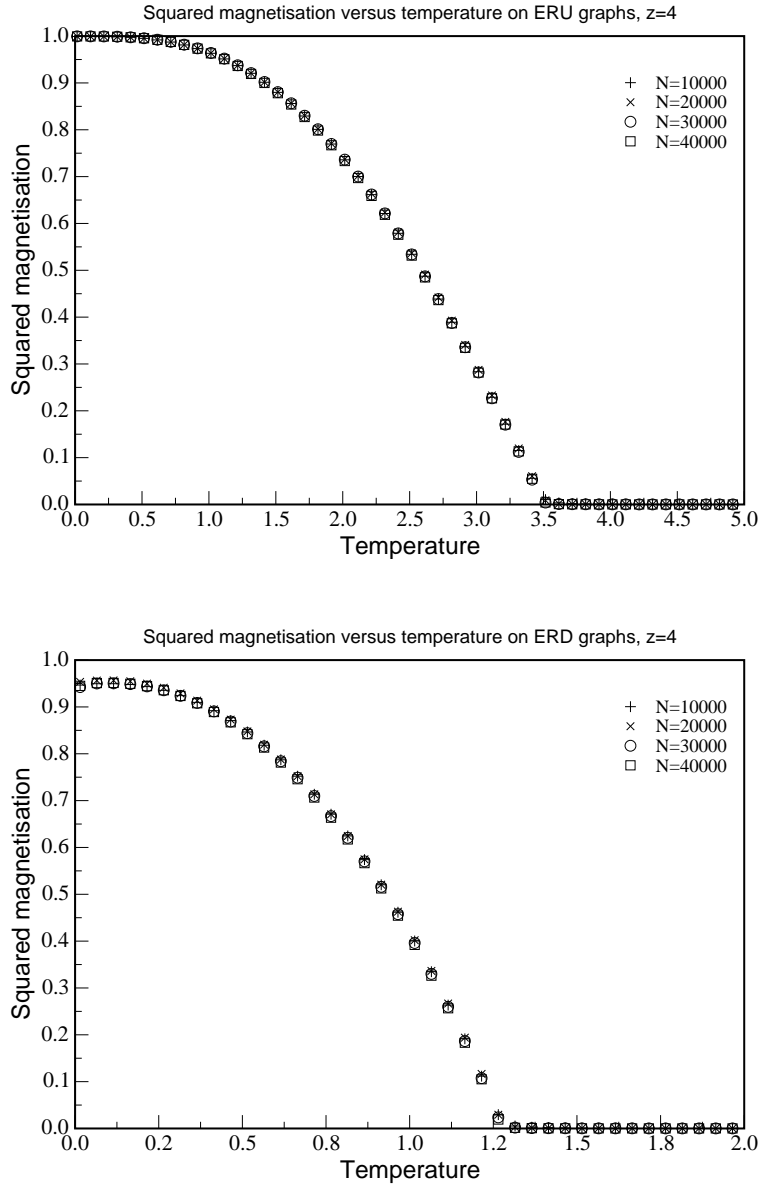 Squared magnetisation versus temperature on ERU graphs, z=4
1.0
0.9
0.8
0.7
0.6
0.5
0.4
0.3
0.2
0.1
0.0
Squared magnetisation
N=10000
N=20000
N=30000
N=40000
0.0 0.5 1.0 1.5 2.0 2.5 3.0 3.5 4.0 4.5 5.0
Temperature
Squared magnetisation versus temperature on ERD graphs, z=4
1.0
0.9
0.8
0.7
0.6
0.5
0.4
0.3
0.2
0.1
0.0
Squared magnetisation
N=10000
N=20000
N=30000
N=40000
0.0 0.2 0.5 0.8 1.0 1.2 1.5 1.8 2.0
Temperature